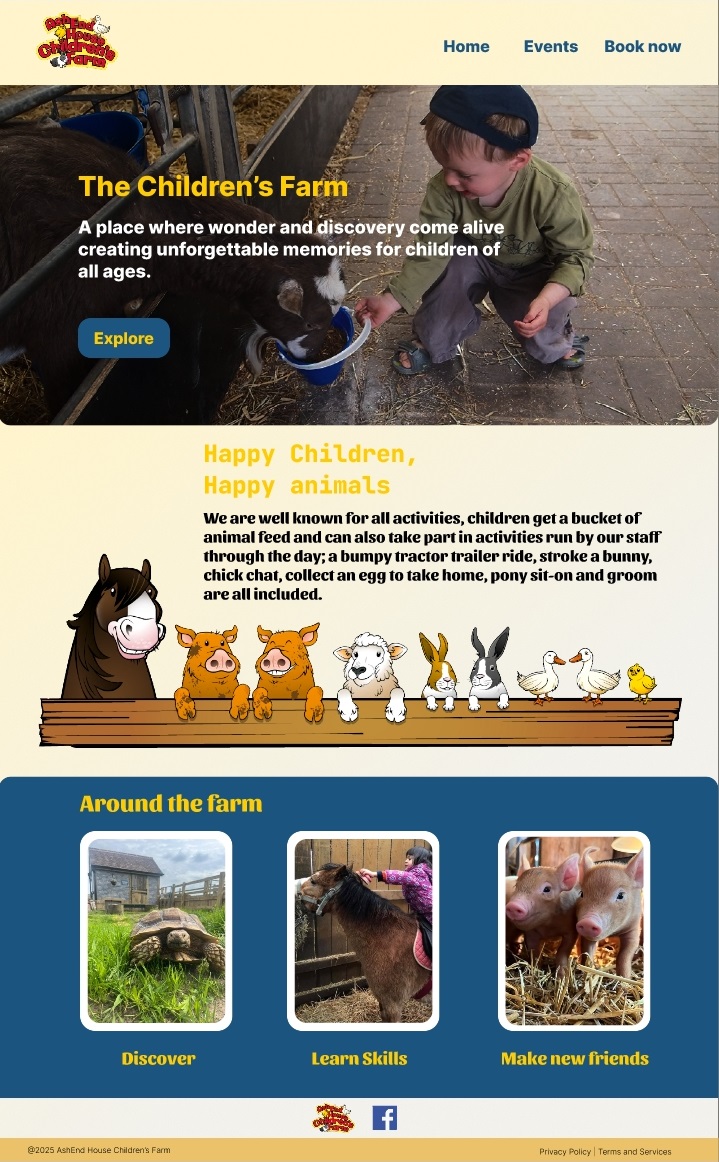 AshEnd
House
Children's
Farm
Home Events Book now
The Children's Farm
A place where wonder and discovery come alive
creating unforgettable memories for children of
all ages.
Explore
Happy Children,
Happy animals
We are well known for all activities, children get a bucket of
animal feed and can also take part in activities run by our staff
through the day; a bumpy tractor trailer ride, stroke a bunny,
chick chat, collect an egg to take home, pony sit-on and groom
are all included.
Around the farm
Discover Learn Skills Make new friends
AshEnd
House
Children's
Farm
f
@2025 AshEnd House Children's Farm Privacy Policy | Terms and Services